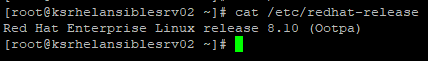 [root@ksrhelansiblesrv02 ~]# cat /etc/redhat-release
Red Hat Enterprise Linux release 8.10 (Ootpa)
[root@ksrhelansiblesrv02 ~]#